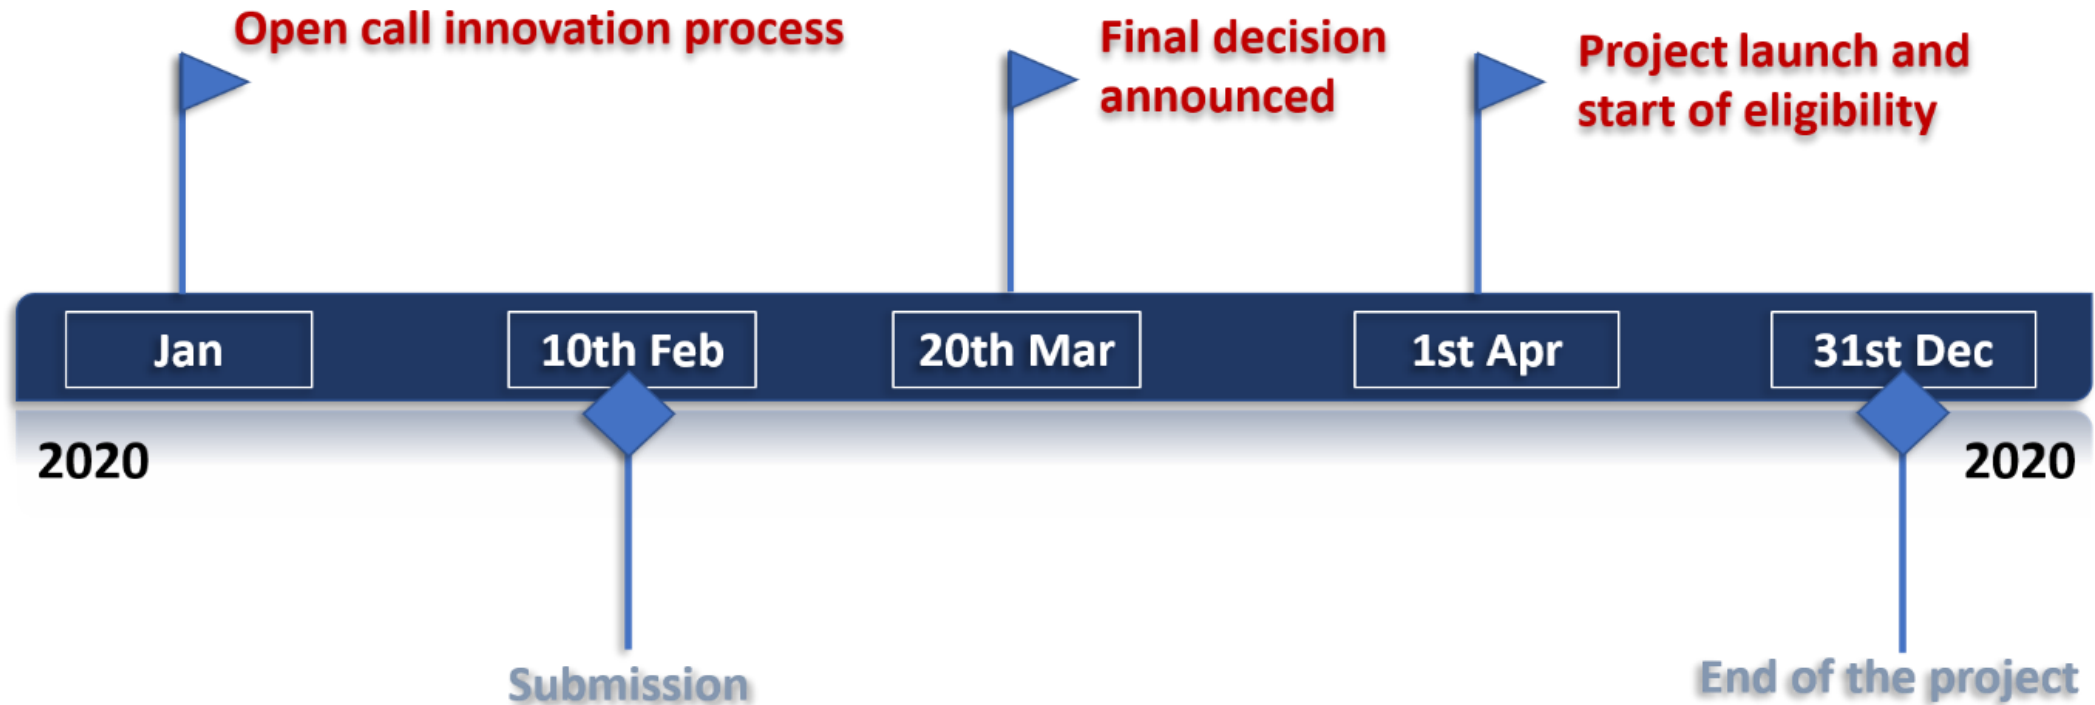 Open call innovation process
Final decision
announced
Project launch and
start of eligibility
Jan
10th Feb
20th Mar
1st Apr
31st Dec
2020
2020
Submission
End of the project